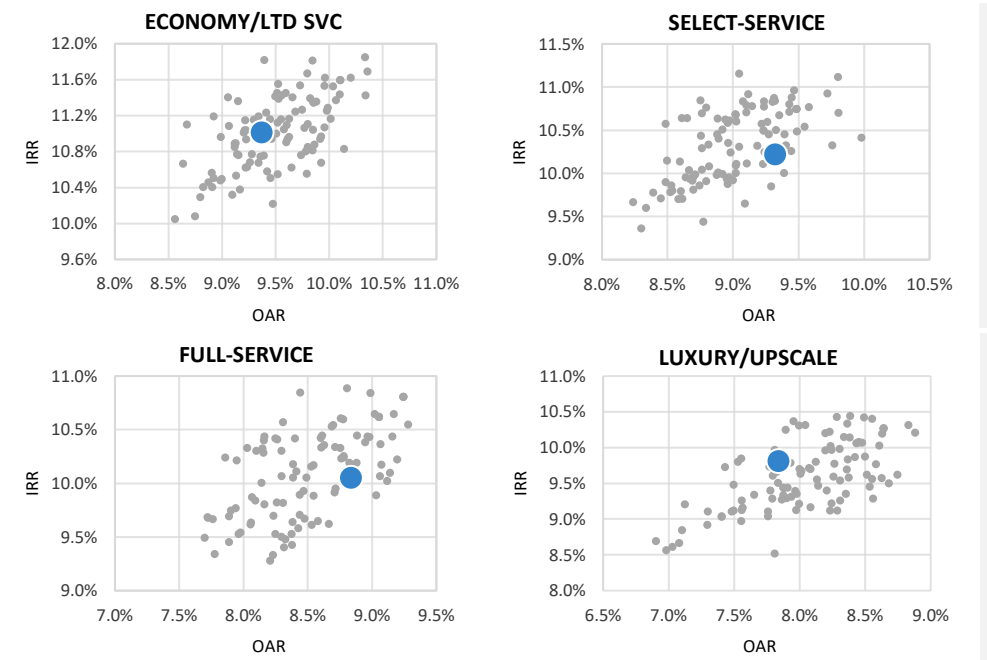 ECONOMY/LTD SVC
12.0%
11.6%
11.2%
10.8%
10.4%
10.0%
9.6%
IRR
8.0% 8.5% 9.0% 9.5% 10.0% 10.5% 11.0%
OAR
SELECT-SERVICE
11.5%
11.0%
10.5%
10.0%
9.5%
9.0%
IRR
8.0% 8.5% 9.0% 9.5% 10.0% 10.5%
OAR
FULL-SERVICE
11.0%
10.5%
10.0%
9.5%
9.0%
IRR
7.0% 7.5% 8.0% 8.5% 9.0% 9.5%
OAR
LUXURY/UPSCALE
11.0%
10.5%
10.0%
9.5%
9.0%
8.5%
8.0%
IRR
6.5% 7.0% 7.5% 8.0% 8.5% 9.0%
OAR